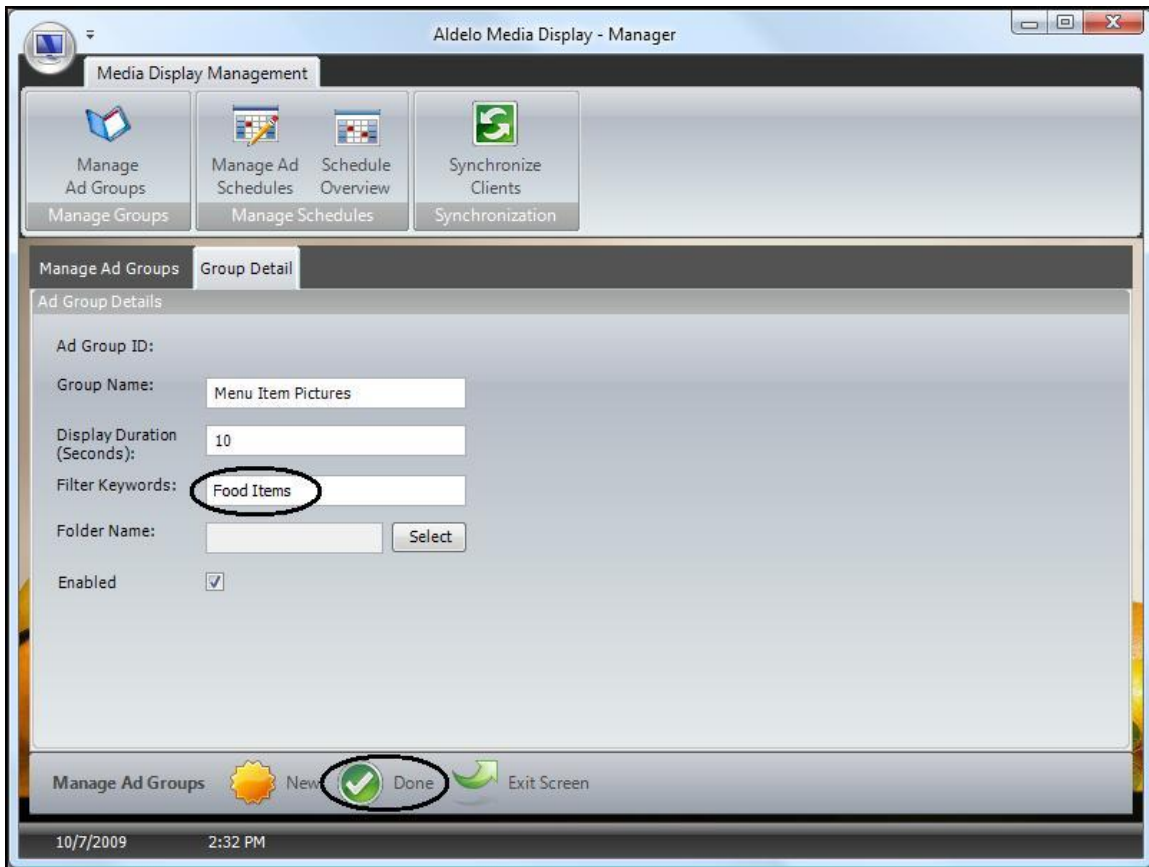 Aldelo Media Display - Manager
Media Display Management
Manage Ad Groups
Manage Ad Schedules
Schedule Overview
Synchronize Clients
Manage Groups
Manage Schedules
Synchronization
Manage Ad Groups
Group Detail
Ad Group Details
Ad Group ID:
Group Name: Menu Item Pictures
Display Duration (Seconds): 10
Filter Keywords: Food Items
Folder Name: Select
Enabled
Manage Ad Groups New Done Exit Screen
10/7/2009 2:32 PM